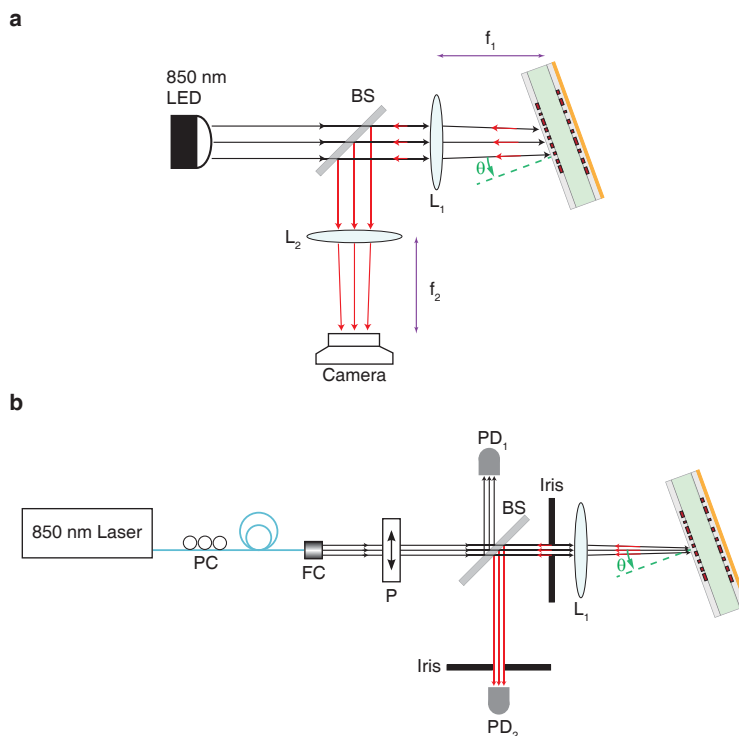 a
850 nm
LED
BS
f₁
θ
L₁
L₂
f₂
Camera
b
PD₁
BS
Iris
850 nm Laser
PC
FC
P
θ
L₁
Iris
PD₂